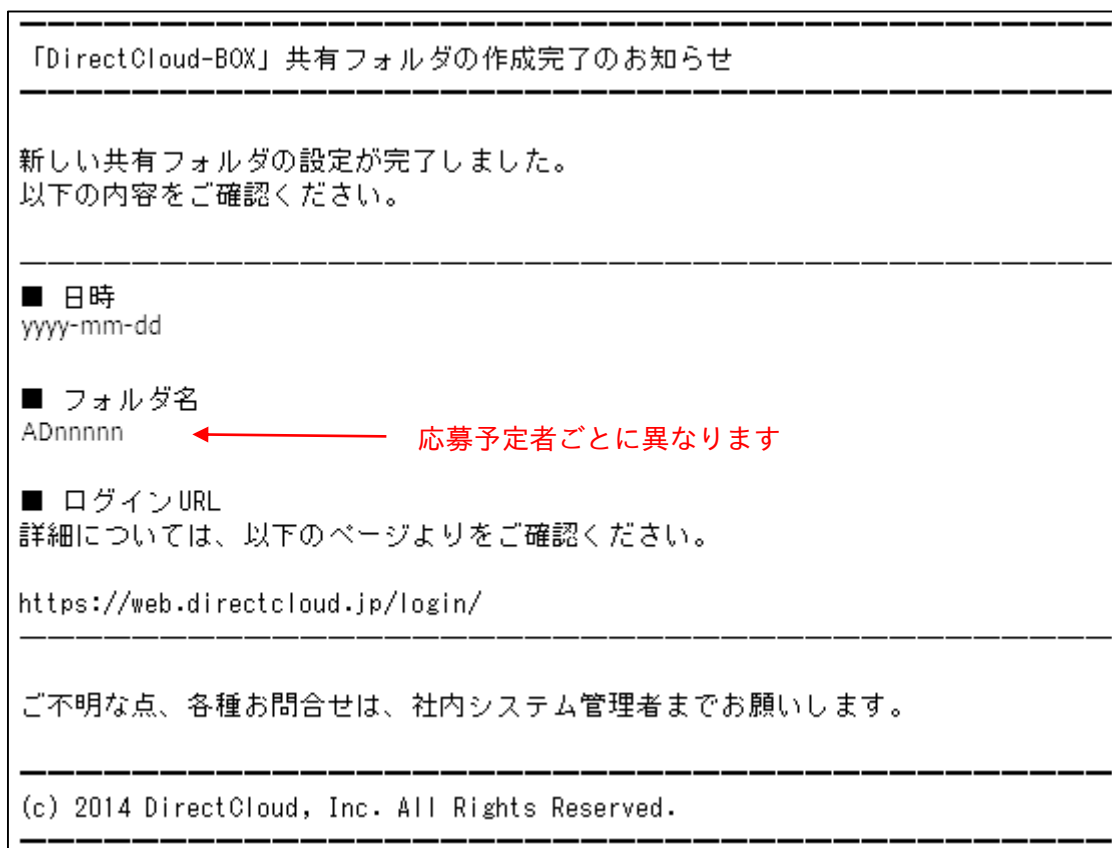 「DirectCloud-BOX」共有フォルダの作成完了のお知らせ
新しい共有フォルダの設定が完了しました。
以下の内容をご確認ください。
■ 日時
yyyy-mm-dd
■ フォルダ名
ADnnnnn
応募予定者ごとに異なります
■ ログインURL
詳細については、以下のページよりをご確認ください。
https://web.directcloud.jp/login/
ご不明な点、各種お問合せは、社内システム管理者までお願いします。
(c) 2014 DirectCloud, Inc. All Rights Reserved.